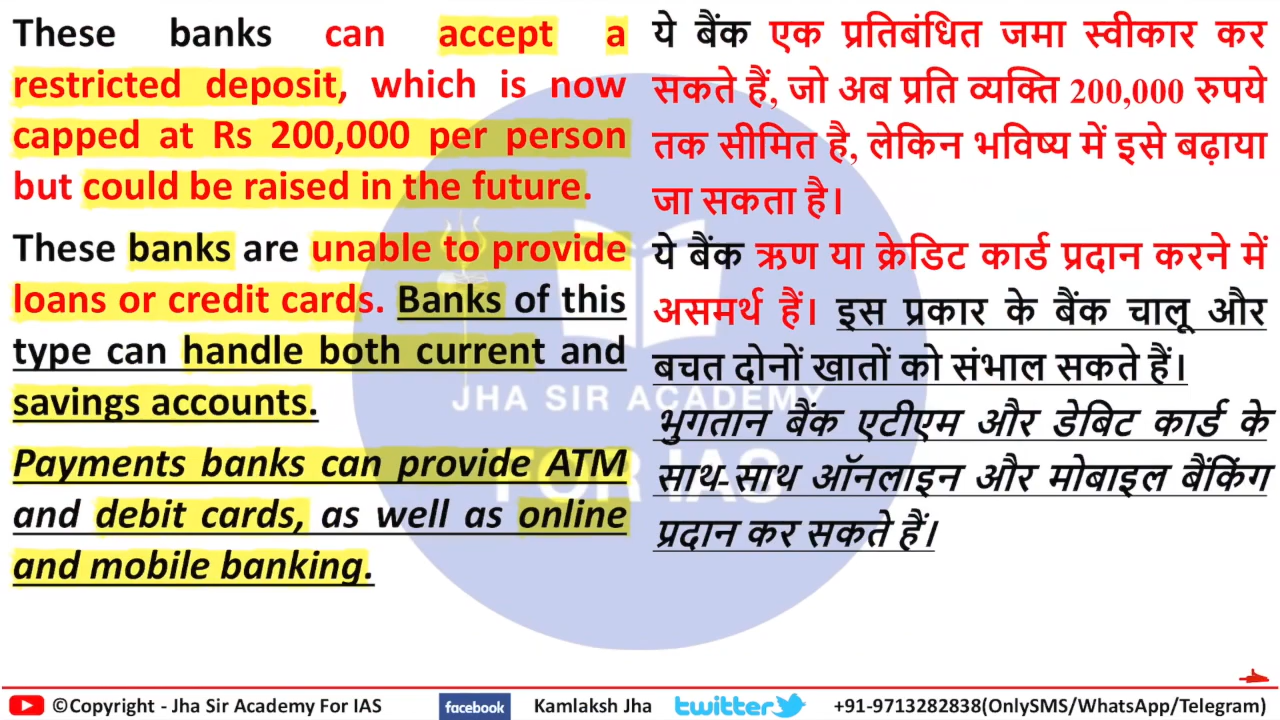 These banks can accept a
restricted deposit, which is now
capped at Rs 200,000 per person
but could be raised in the future.
These banks are unable to provide
loans or credit cards. Banks of this
type can handle both current and
savings accounts.
Payments banks can provide ATM
and debit cards, as well as online
and mobile banking.
ये बैंक एक प्रतिबंधित जमा स्वीकार कर
सकते हैं, जो अब प्रति व्यक्ति 200,000 रुपये
तक सीमित है, लेकिन भविष्य में इसे बढ़ाया
जा सकता है।
ये बैंक ऋण या क्रेडिट कार्ड प्रदान करने में
असमर्थ हैं। इस प्रकार के बैंक चालू और
बचत दोनों खातों को संभाल सकते हैं।
भुगतान बैंक एटीएम और डेबिट कार्ड के
साथ-साथ ऑनलाइन और मोबाइल बैंकिंग
प्रदान कर सकते हैं।
JHA SIR ACADEMY
FOR IAS
©Copyright - Jha Sir Academy For IAS facebook Kamlaksh Jha twitter +91-9713282838(OnlySMS/WhatsApp/Telegram)